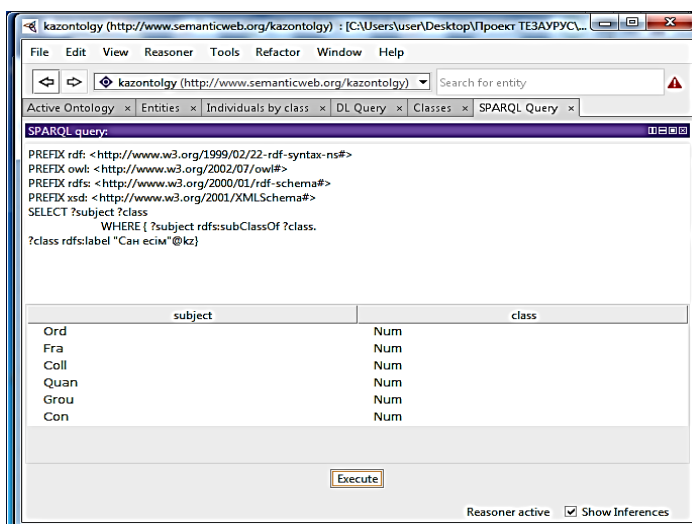 kazontolgy (http://www.semanticweb.org/kazontolgy) : [C:\Users\user\Desktop\Проект ТЕЗАУРУС\...
File Edit View Reasoner Tools Refactor Window Help
kazontolgy (http://www.semanticweb.org/kazontolgy) Search for entity
Active Ontology × Entities × Individuals by class × DL Query × Classes × SPARQL Query ×
SPARQL query:
PREFIX rdf: <http://www.w3.org/1999/02/22-rdf-syntax-ns#>
PREFIX owl: <http://www.w3.org/2002/07/owl#>
PREFIX rdfs: <http://www.w3.org/2000/01/rdf-schema#>
PREFIX xsd: <http://www.w3.org/2001/XMLSchema#>
SELECT ?subject ?class
WHERE { ?subject rdfs:subClassOf ?class.
?class rdfs:label "Сан есім"@kz}
subject class
Ord Num
Fra Num
Coll Num
Quan Num
Grou Num
Con Num
Execute
Reasoner active Show Inferences